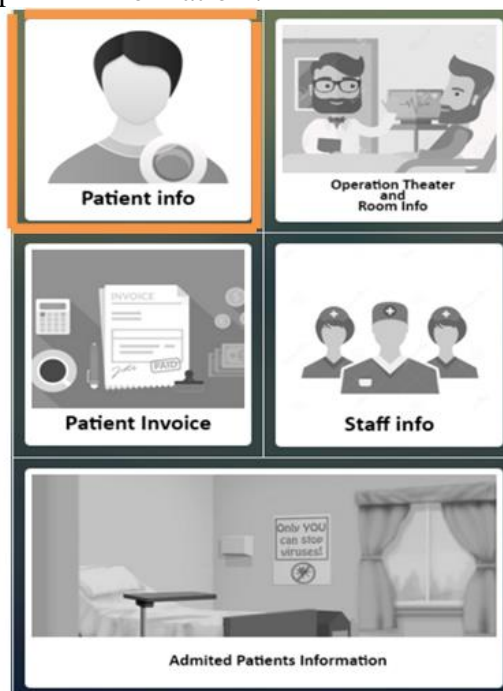 Patient info
Operation Theater
and
Room Info
INVOICE
PAID
Patient Invoice
Staff info
Only YOU
can stop
viruses!
Admited Patients Information